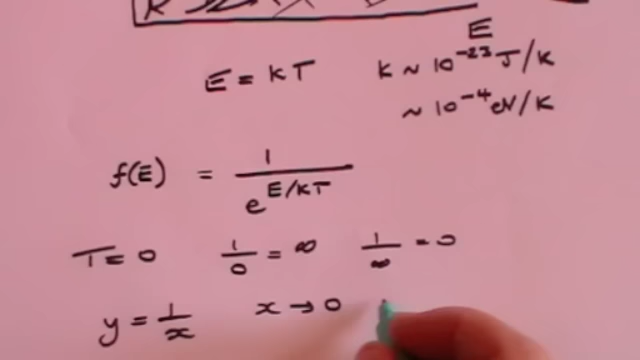 E
E = kT k ~ 10⁻²³ J/K
~ 10⁻⁴ eV/K
f(E) = 1/e^(E/kT)
T = 0 1/0 = ∞ 1/∞ = 0
y = 1/x x → 0